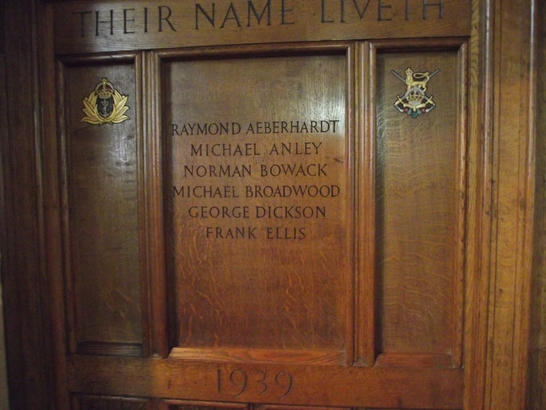 THEIR NAME LIVETH
RAYMOND AEBERHARDT
MICHAEL ANLEY
NORMAN BOWACK
MICHAEL BROADWOOD
GEORGE DICKSON
FRANK ELLIS
1939